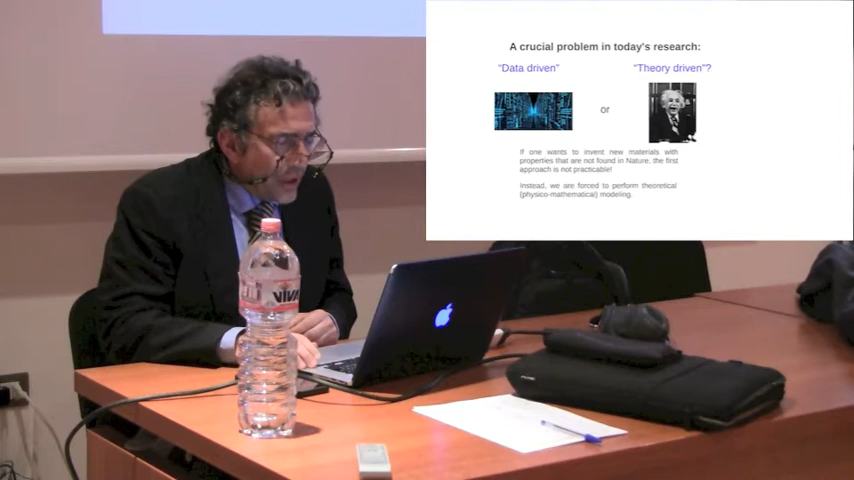 A crucial problem in today's research:
"Data driven" "Theory driven"?
or
If one wants to invent new materials with
properties that are not found in Nature, the first
approach is not practicable!
Instead, we are forced to perform theoretical
(physico-mathematical) modeling.
VIVA